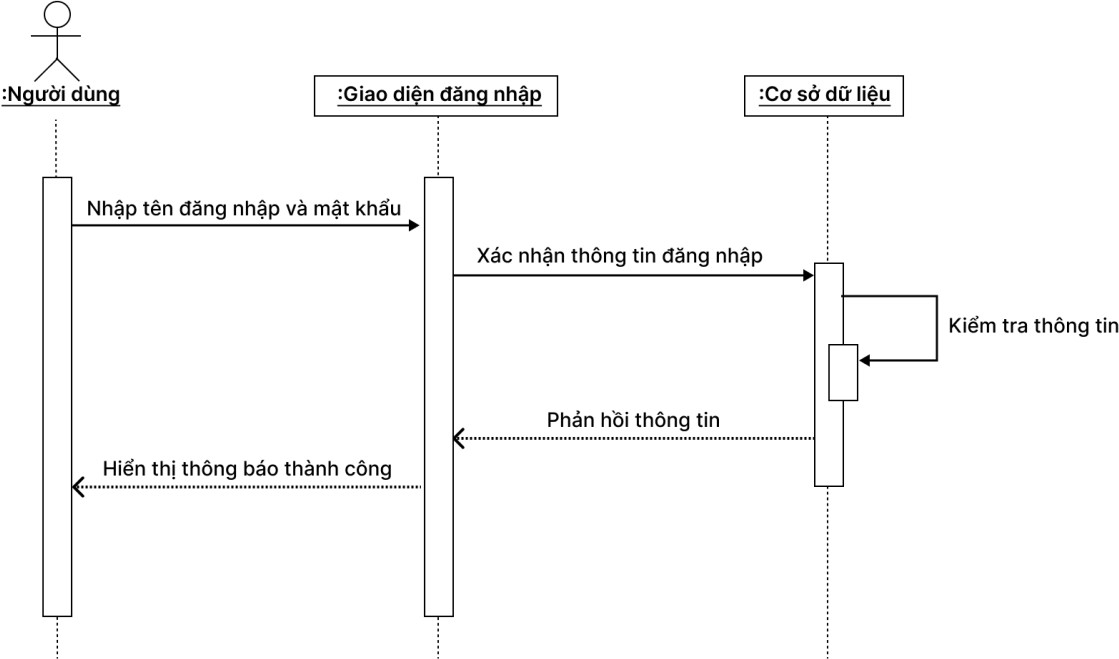 :Người dùng
:Giao diện đăng nhập
:Cơ sở dữ liệu
Nhập tên đăng nhập và mật khẩu
Xác nhận thông tin đăng nhập
Kiểm tra thông tin
Phản hồi thông tin
Hiển thị thông báo thành công